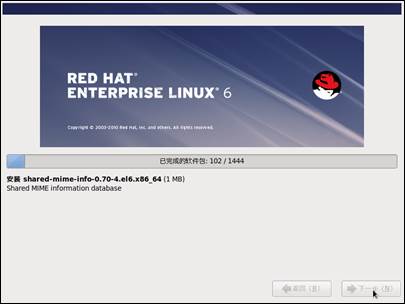 RED HAT®
ENTERPRISE LINUX® 6
Copyright © 2003-2010 Red Hat, Inc. and others. All rights reserved.
已完成的软件包: 102 / 1444
安装 shared-mime-info-0.70-4.el6.x86_64 (1 MB)
Shared MIME information database
返回 (B)
下一步 (N)